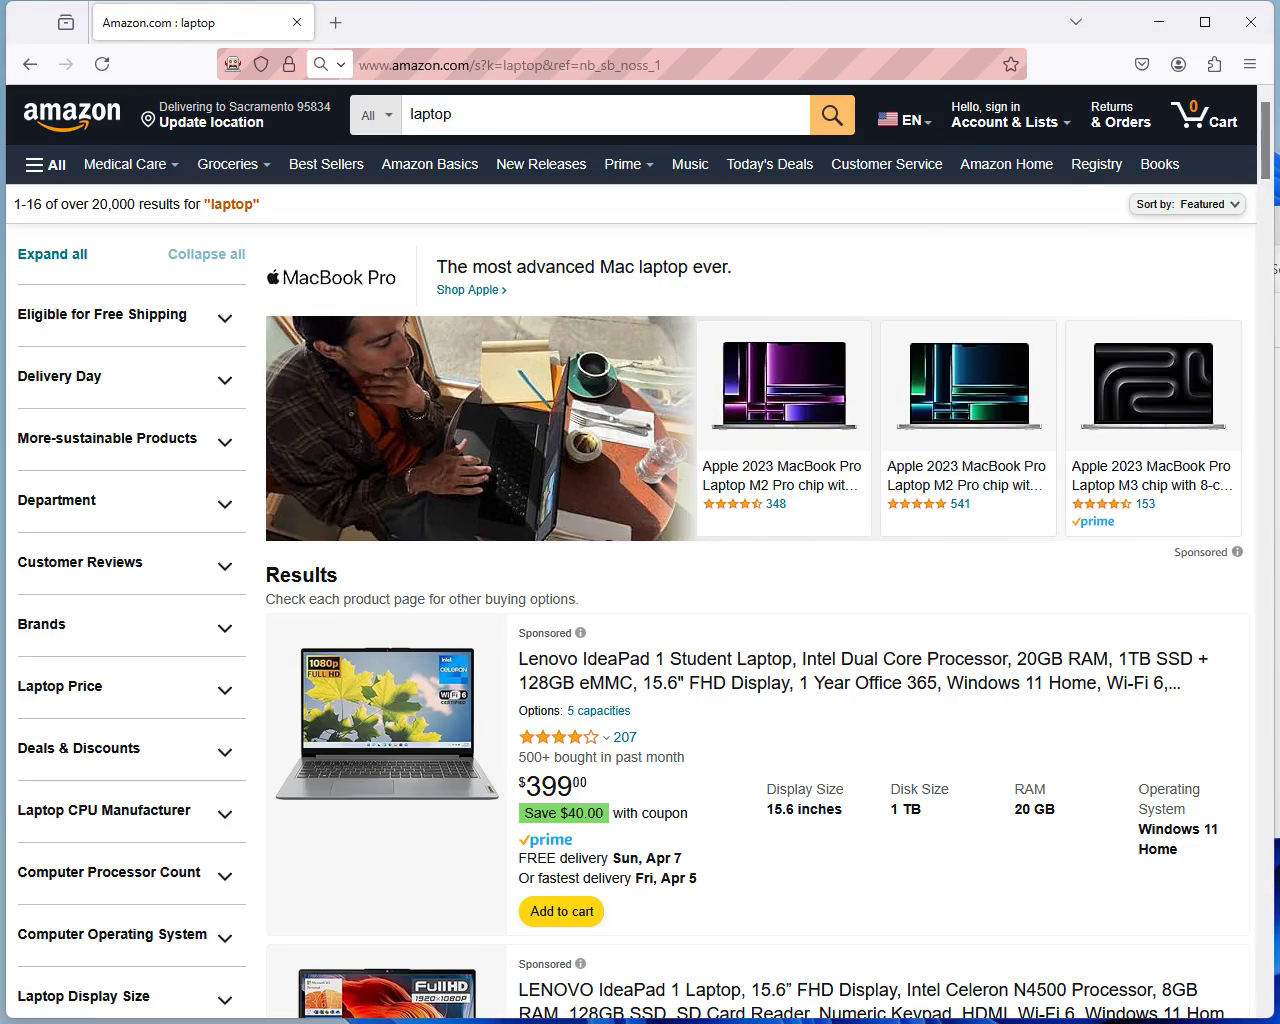 Amazon.com : laptop
www.amazon.com/s?k=laptop&ref=nb_sb_noss_1
amazon
Delivering to Sacramento 95834
Update location
All
laptop
EN
Hello, sign in
Account & Lists
Returns
& Orders
0
Cart
All
Medical Care
Groceries
Best Sellers
Amazon Basics
New Releases
Prime
Music
Today's Deals
Customer Service
Amazon Home
Registry
Books
1-16 of over 20,000 results for "laptop"
Sort by: Featured
Expand all
Collapse all
Eligible for Free Shipping
Delivery Day
More-sustainable Products
Department
Customer Reviews
Brands
Laptop Price
Deals & Discounts
Laptop CPU Manufacturer
Computer Processor Count
Computer Operating System
Laptop Display Size
MacBook Pro
The most advanced Mac laptop ever.
Shop Apple ›
Apple 2023 MacBook Pro
Laptop M2 Pro chip wit...
348
Apple 2023 MacBook Pro
Laptop M2 Pro chip wit...
541
Apple 2023 MacBook Pro
Laptop M3 chip with 8-c...
153
prime
Sponsored
Results
Check each product page for other buying options.
1080p
FULL HD
intel
CELERON
Wi Fi 6
CERTIFIED
Sponsored
Lenovo IdeaPad 1 Student Laptop, Intel Dual Core Processor, 20GB RAM, 1TB SSD +
128GB eMMC, 15.6" FHD Display, 1 Year Office 365, Windows 11 Home, Wi-Fi 6,...
Options: 5 capacities
207
500+ bought in past month
$39900
Save $40.00 with coupon
prime
FREE delivery Sun, Apr 7
Or fastest delivery Fri, Apr 5
Add to cart
Display Size
15.6 inches
Disk Size
1 TB
RAM
20 GB
Operating
System
Windows 11
Home
FullHD
1920x1080P
Sponsored
LENOVO IdeaPad 1 Laptop, 15.6” FHD Display, Intel Celeron N4500 Processor, 8GB
RAM, 128GB SSD, SD Card Reader, Numeric Keypad, HDMI, Wi-Fi 6, Windows 11 Hom